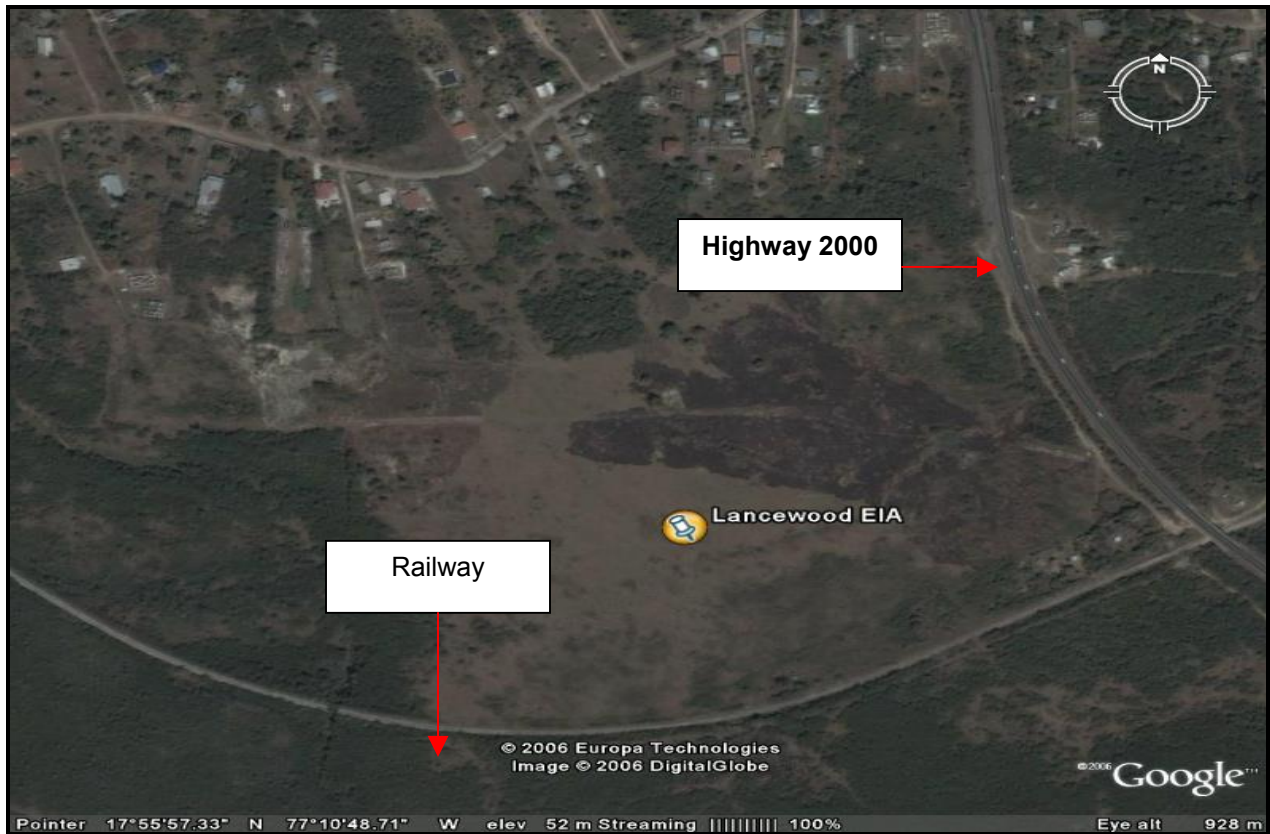 N
Highway 2000
Lancewood EIA
Railway
© 2006 Europa Technologies
Image © 2006 DigitalGlobe
©2006 Google™
Pointer 17°55'57.33" N 77°10'48.71" W elev 52 m Streaming |||||||||| 100% Eye alt 928 m